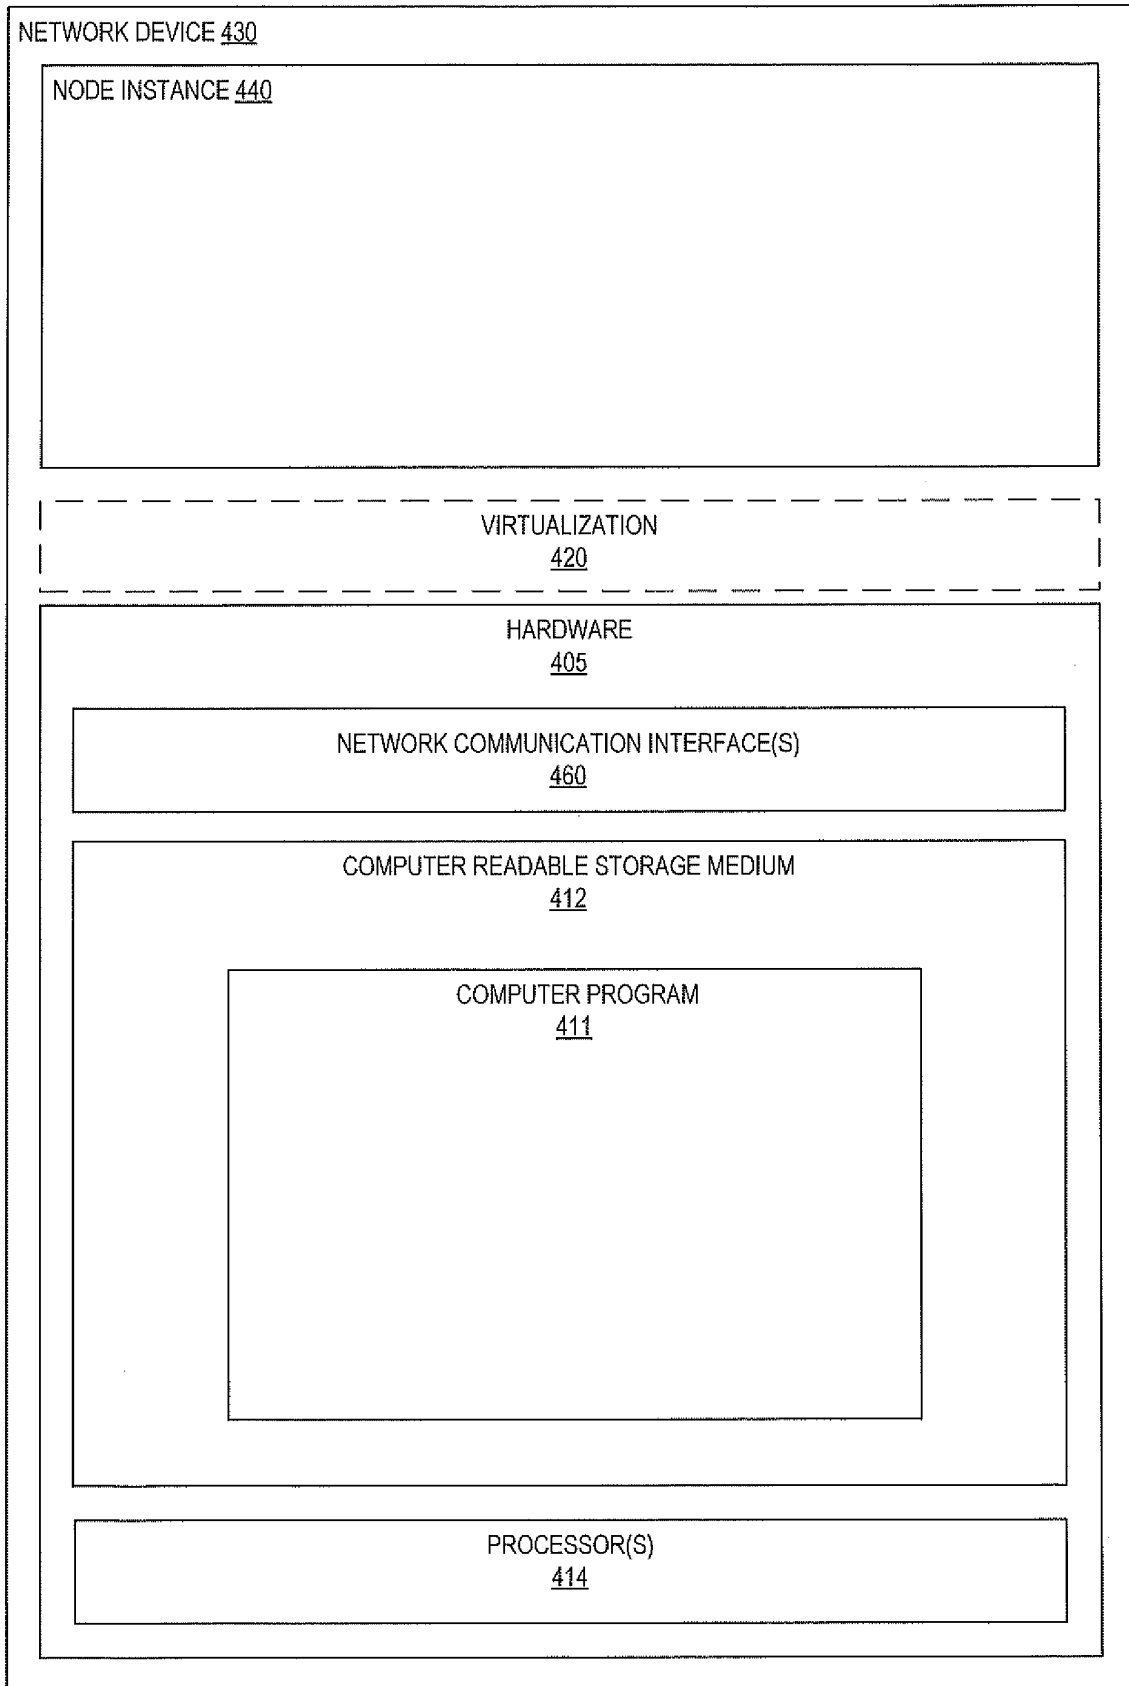 NETWORK DEVICE 430
NODE INSTANCE 440
VIRTUALIZATION
420
HARDWARE
405
NETWORK COMMUNICATION INTERFACE(S)
460
COMPUTER READABLE STORAGE MEDIUM
412
COMPUTER PROGRAM
411
PROCESSOR(S)
414